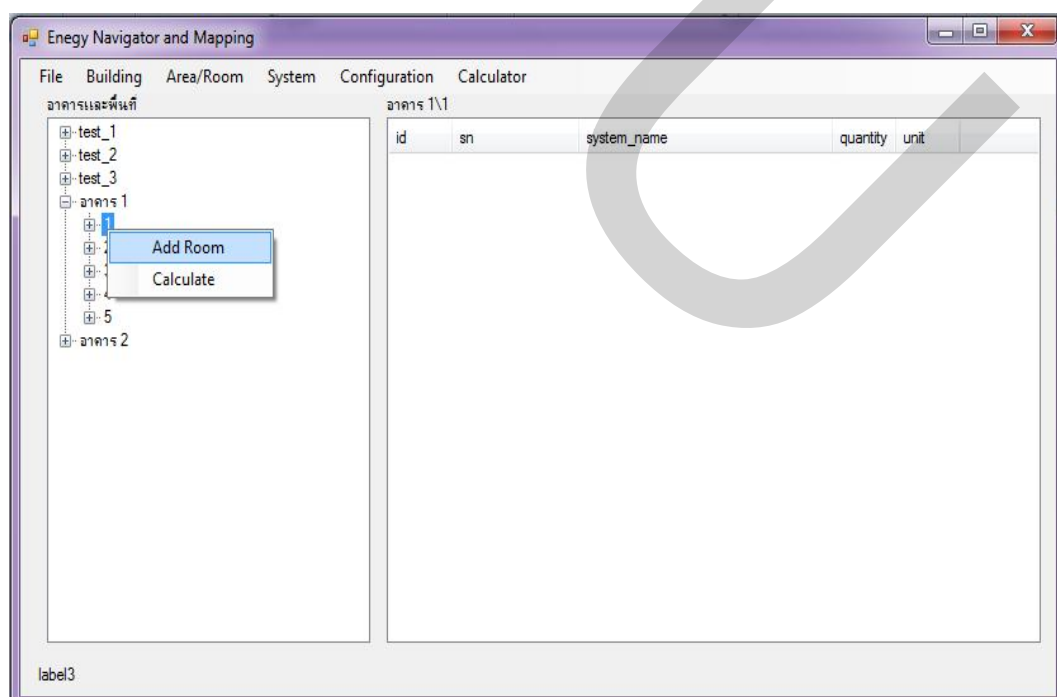 Enegy Navigator and Mapping
File Building Area/Room System Configuration Calculator
อาคารและพื้นที่
อาคาร 1\1
id sn system_name quantity unit
test_1
test_2
test_3
อาคาร 1
1
Add Room
Calculate
5
อาคาร 2
label3